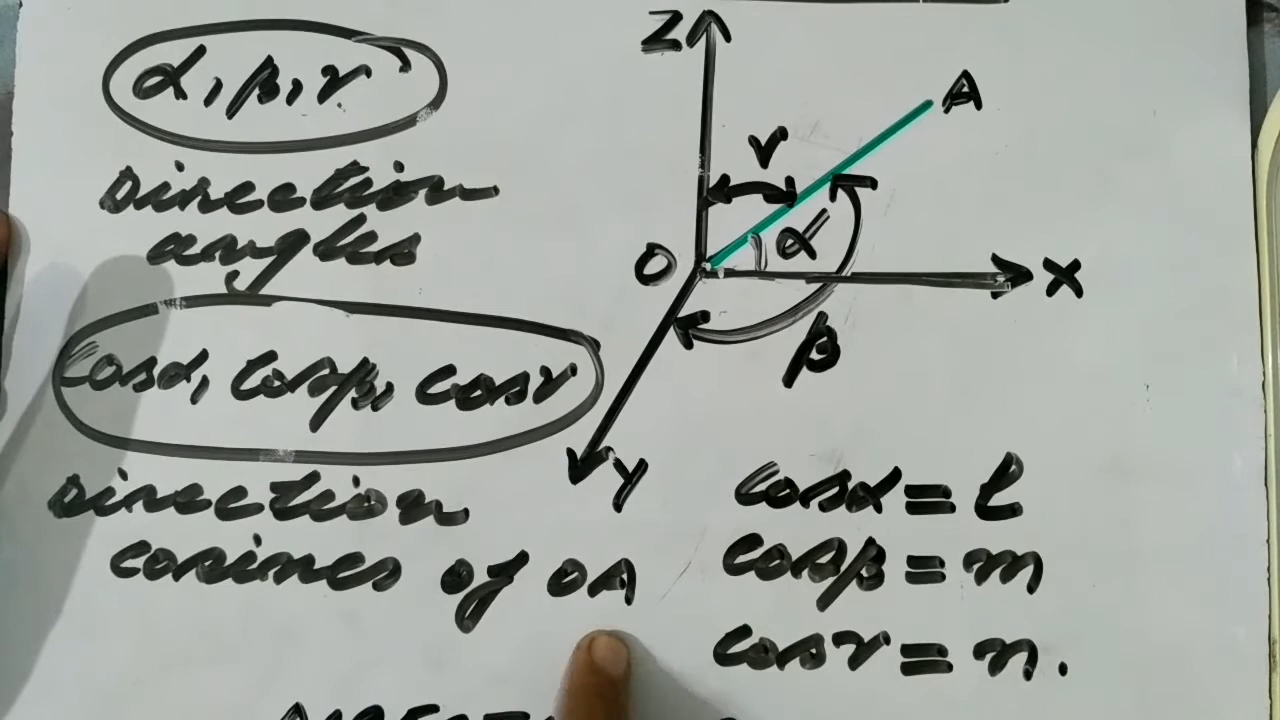 α, β, γ
Direction
angles
cosα, cosβ, cosγ
Direction
cosines of OA
Z
A
γ
α
O
X
β
Y
cosα = l
cosβ = m
cosγ = n.